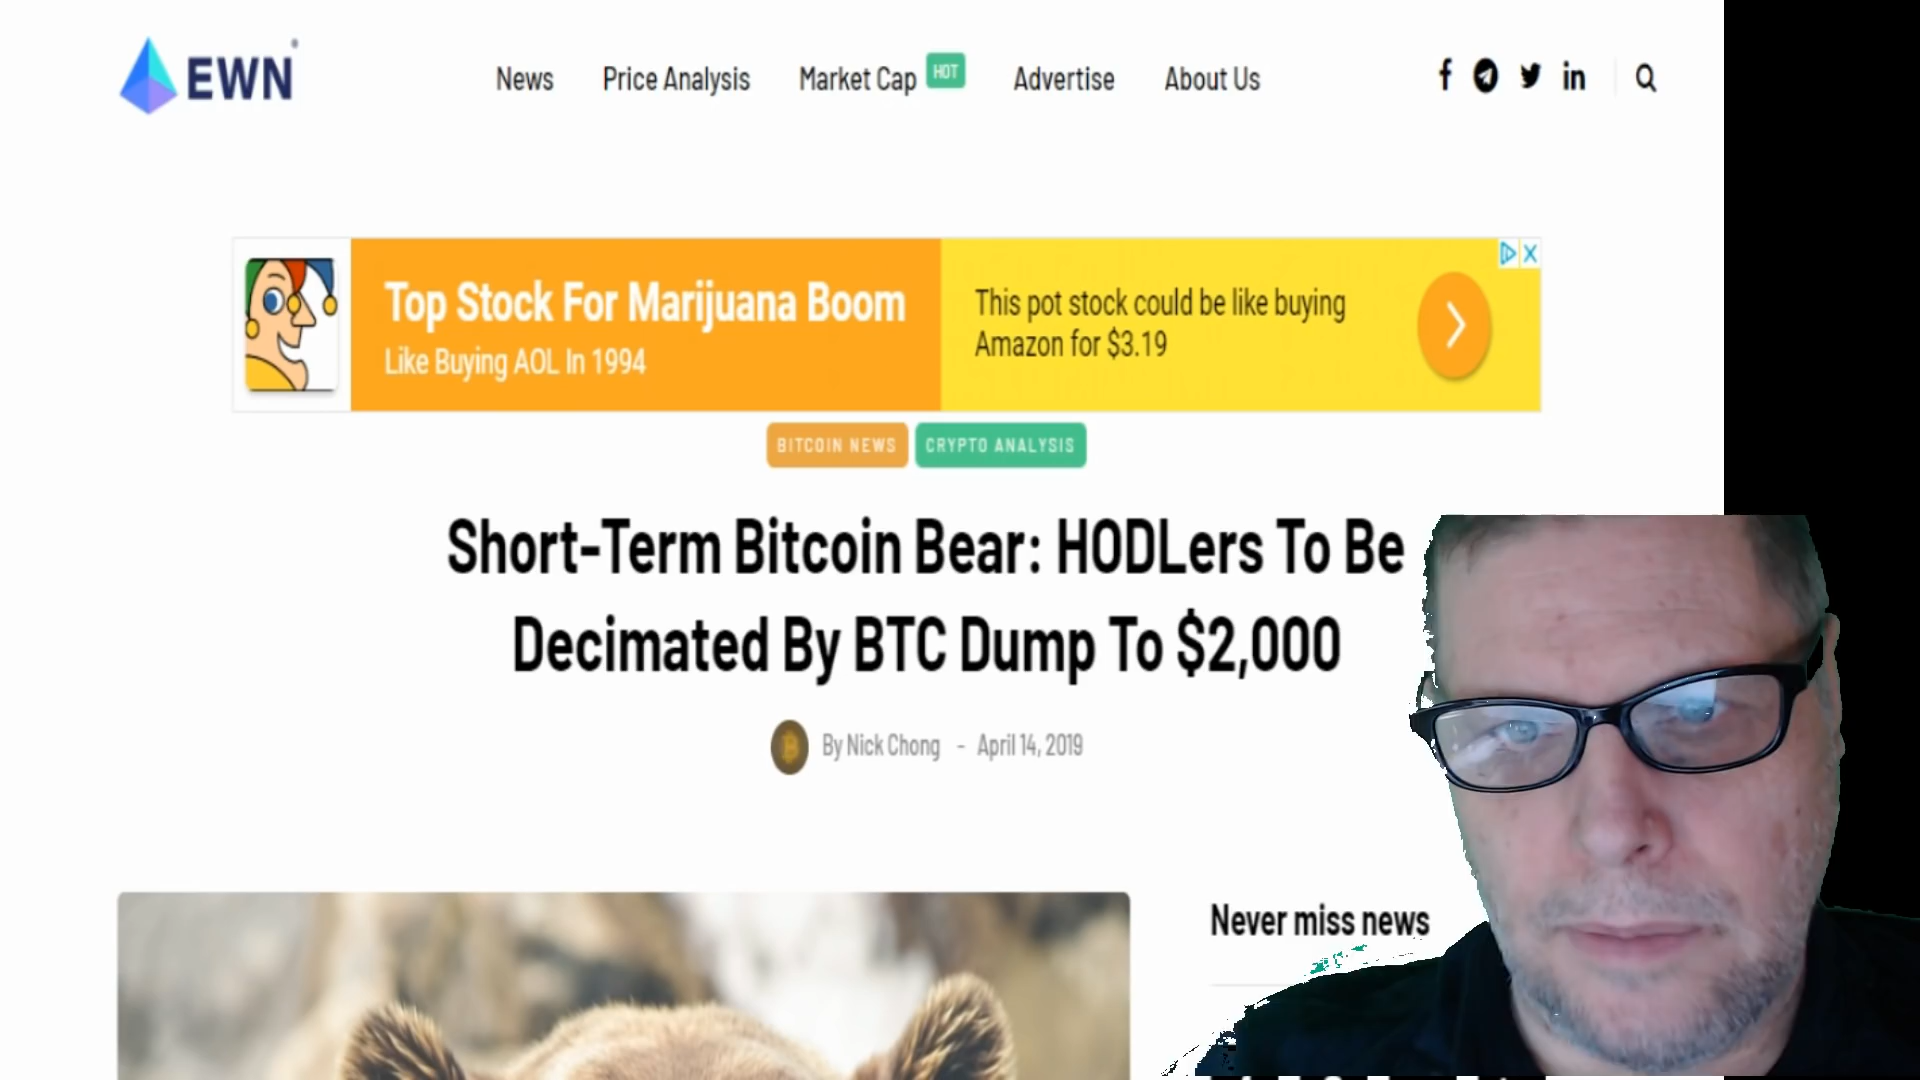 EWN
News Price Analysis Market Cap HOT Advertise About Us
Top Stock For Marijuana Boom
Like Buying AOL In 1994
This pot stock could be like buying
Amazon for $3.19
BITCOIN NEWS CRYPTO ANALYSIS
Short-Term Bitcoin Bear: HODLers To Be
Decimated By BTC Dump To $2,000
By Nick Chong - April 14, 2019
Never miss news